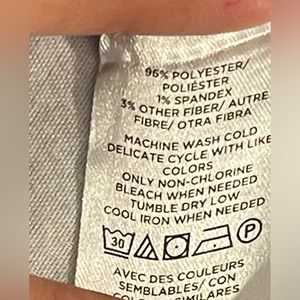 96% POLYESTER/
POLIÉSTER
1% SPANDEX
3% OTHER FIBER/ AUTRE
FIBRE/ OTRA FIBRA
MACHINE WASH COLD
DELICATE CYCLE WITH LIKE
COLORS
ONLY NON-CHLORINE
BLEACH WHEN NEEDED
TUMBLE DRY LOW
COOL IRON WHEN NEEDED
30 P
AVEC DES COULEURS
SEMBLABLES/ CON
SIMILARES